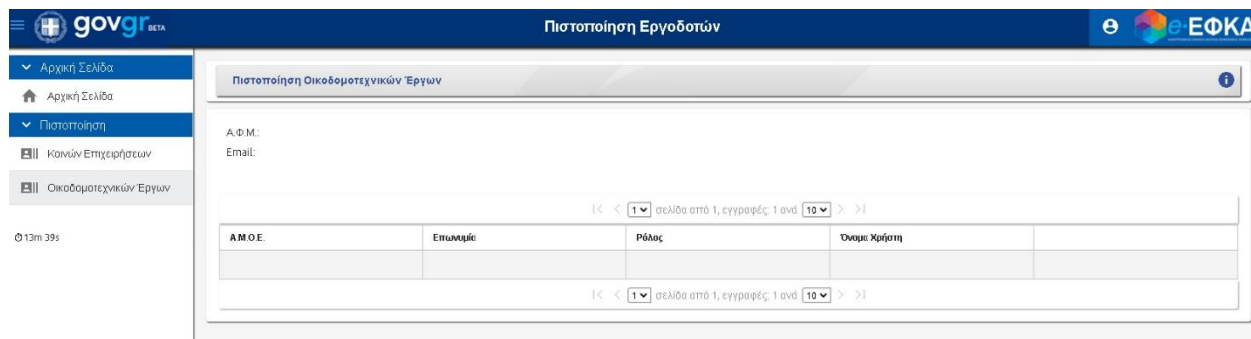 govgr BETA
Πιστοποίηση Εργοδοτών
e-ΕΦΚΑ
Αρχική Σελίδα
Αρχική Σελίδα
Πιστοποίηση
Κοινών Επιχειρήσεων
Οικοδομοτεχνικών Έργων
13m 39s
Πιστοποίηση Οικοδομοτεχνικών Έργων
Α.Φ.Μ.:
Email:
1 σελίδα από 1, εγγραφές: 1 ανά 10
Α.Μ.Ο.Ε. Επωνυμία Ρόλος Όνομα Χρήστη
1 σελίδα από 1, εγγραφές: 1 ανά 10